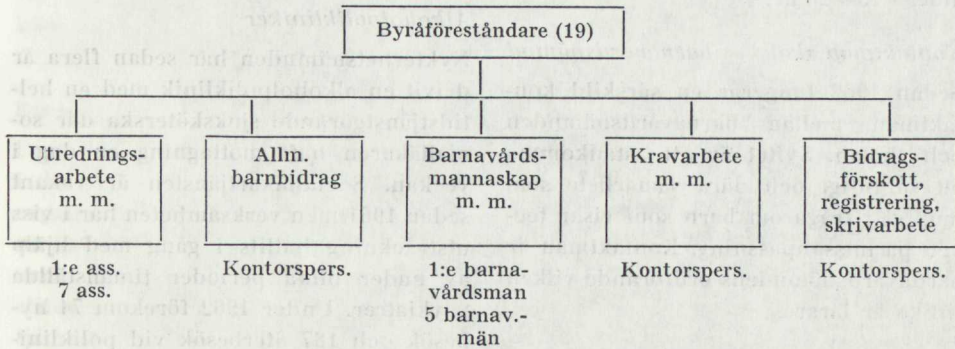 Byråföreståndare (19)
Utrednings-
arbete
m. m.
Allm.
barnbidrag
Barnavårds-
mannaskap
m. m.
Kravarbete
m. m.
Bidrags-
förskott,
registrering,
skrivarbete
1:e ass.
7 ass.
Kontorspers.
1:e barna-
vårdsman
5 barnav.-
män
Kontorspers.
Kontorspers.